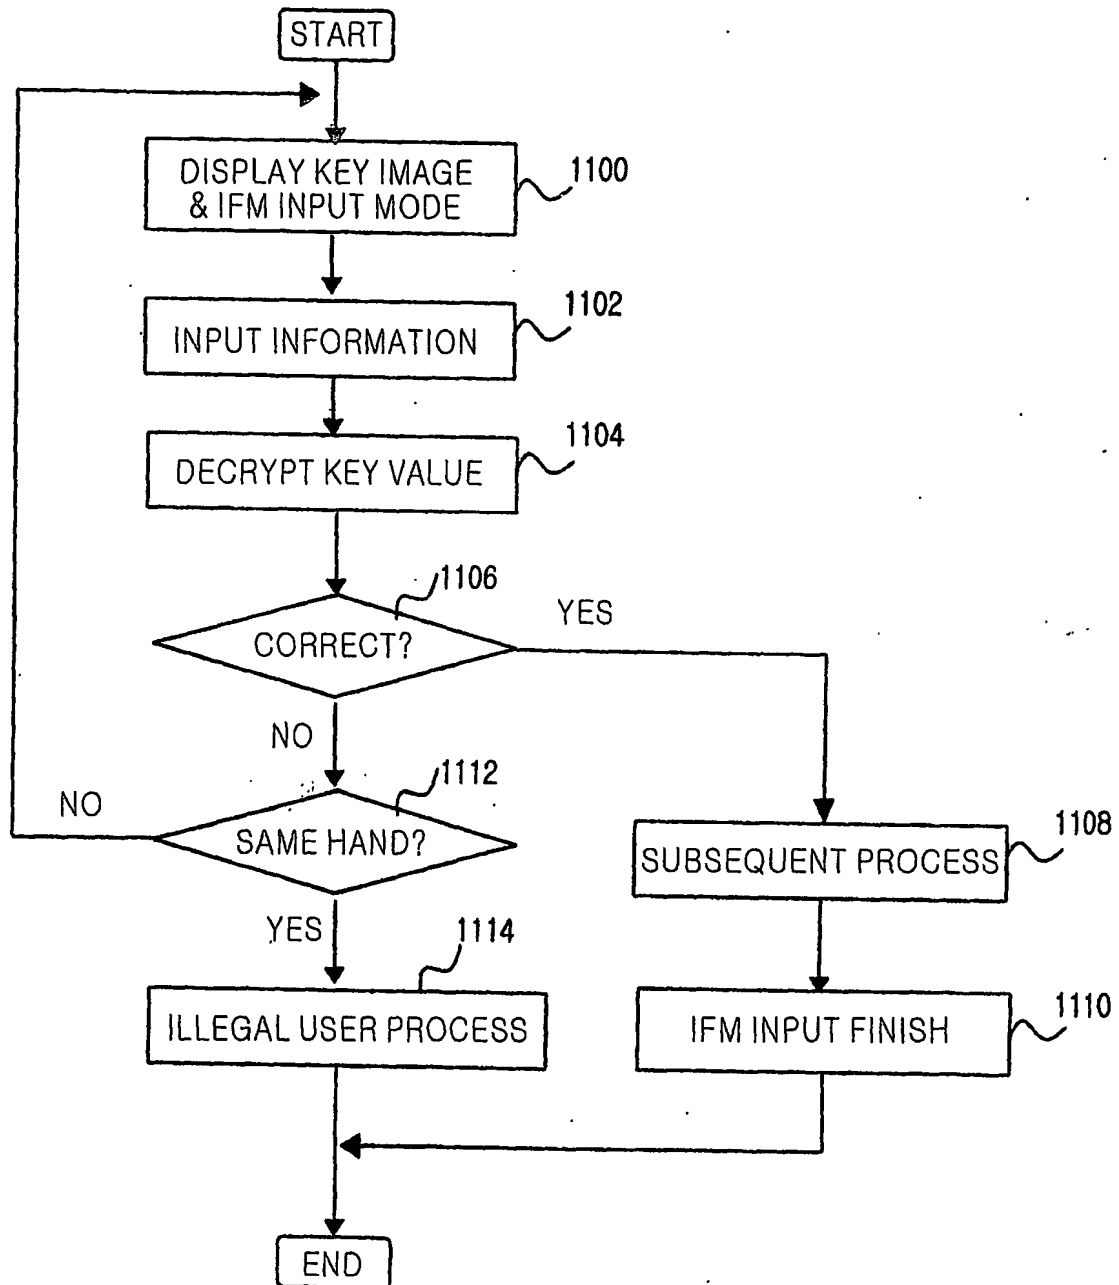 START
DISPLAY KEY IMAGE
& IFM INPUT MODE
1100
INPUT INFORMATION
1102
DECRYPT KEY VALUE
1104
CORRECT?
1106
YES
NO
SAME HAND?
1112
NO
YES
SUBSEQUENT PROCESS
1108
ILLEGAL USER PROCESS
1114
IFM INPUT FINISH
1110
END